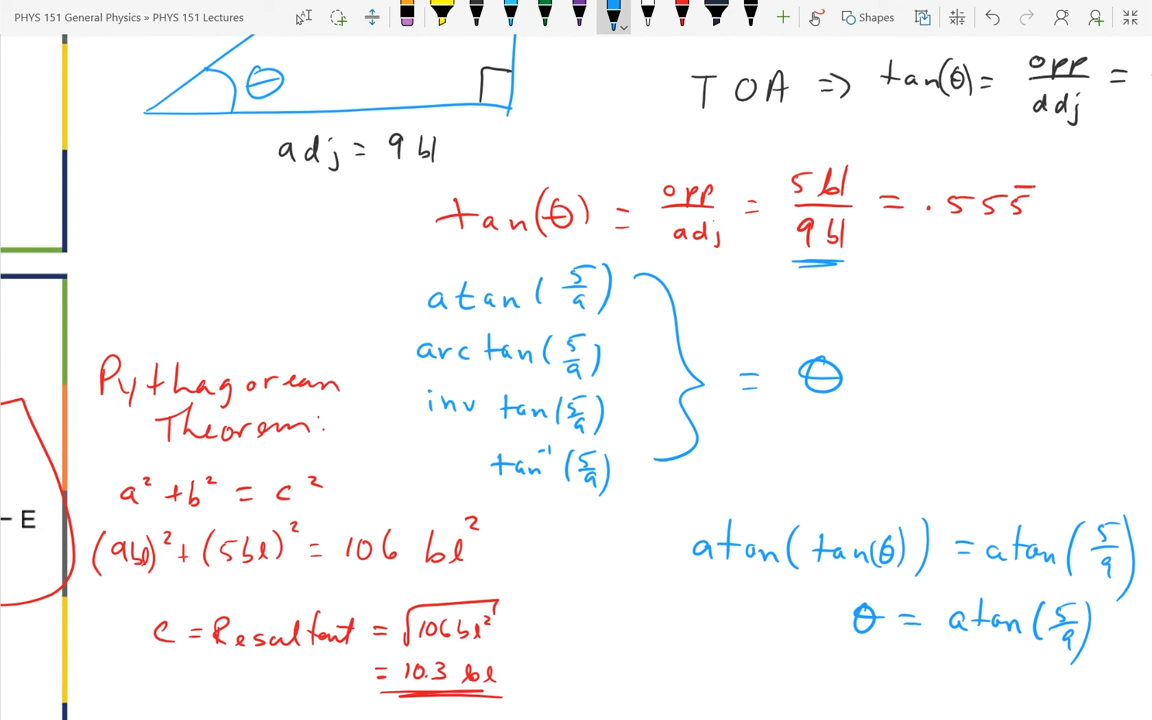 PHYS 151 General Physics » PHYS 151 Lectures
Shapes
θ
TOA => tan(θ) = opp/adj =
adj = 9 bl
tan(θ) = opp/adj = 5 bl/9 bl = .555̅
atan(5/9)
arctan(5/9)
inv tan(5/9)
tan⁻¹(5/9)
= θ
Pythagorean
Theorem:
a² + b² = c²
(9bl)² + (5bl)² = 106 bl²
c = Resultant = √106 bl²
= 10.3 bl
– E
atan(tan(θ)) = atan(5/9)
θ = atan(5/9)